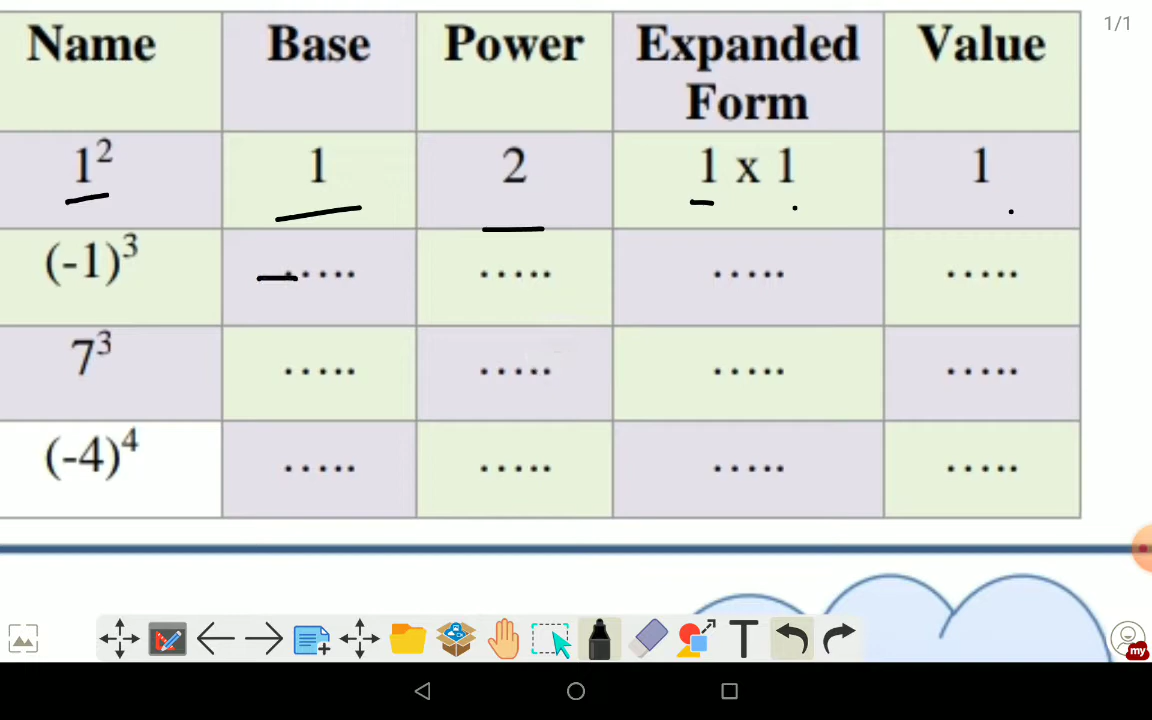 1/1
Name Base Power Expanded Form Value
1² 1 2 1 x 1 1
(-1)³ ..... ..... ..... .....
7³ ..... ..... ..... .....
(-4)⁴ ..... ..... ..... .....
T
my